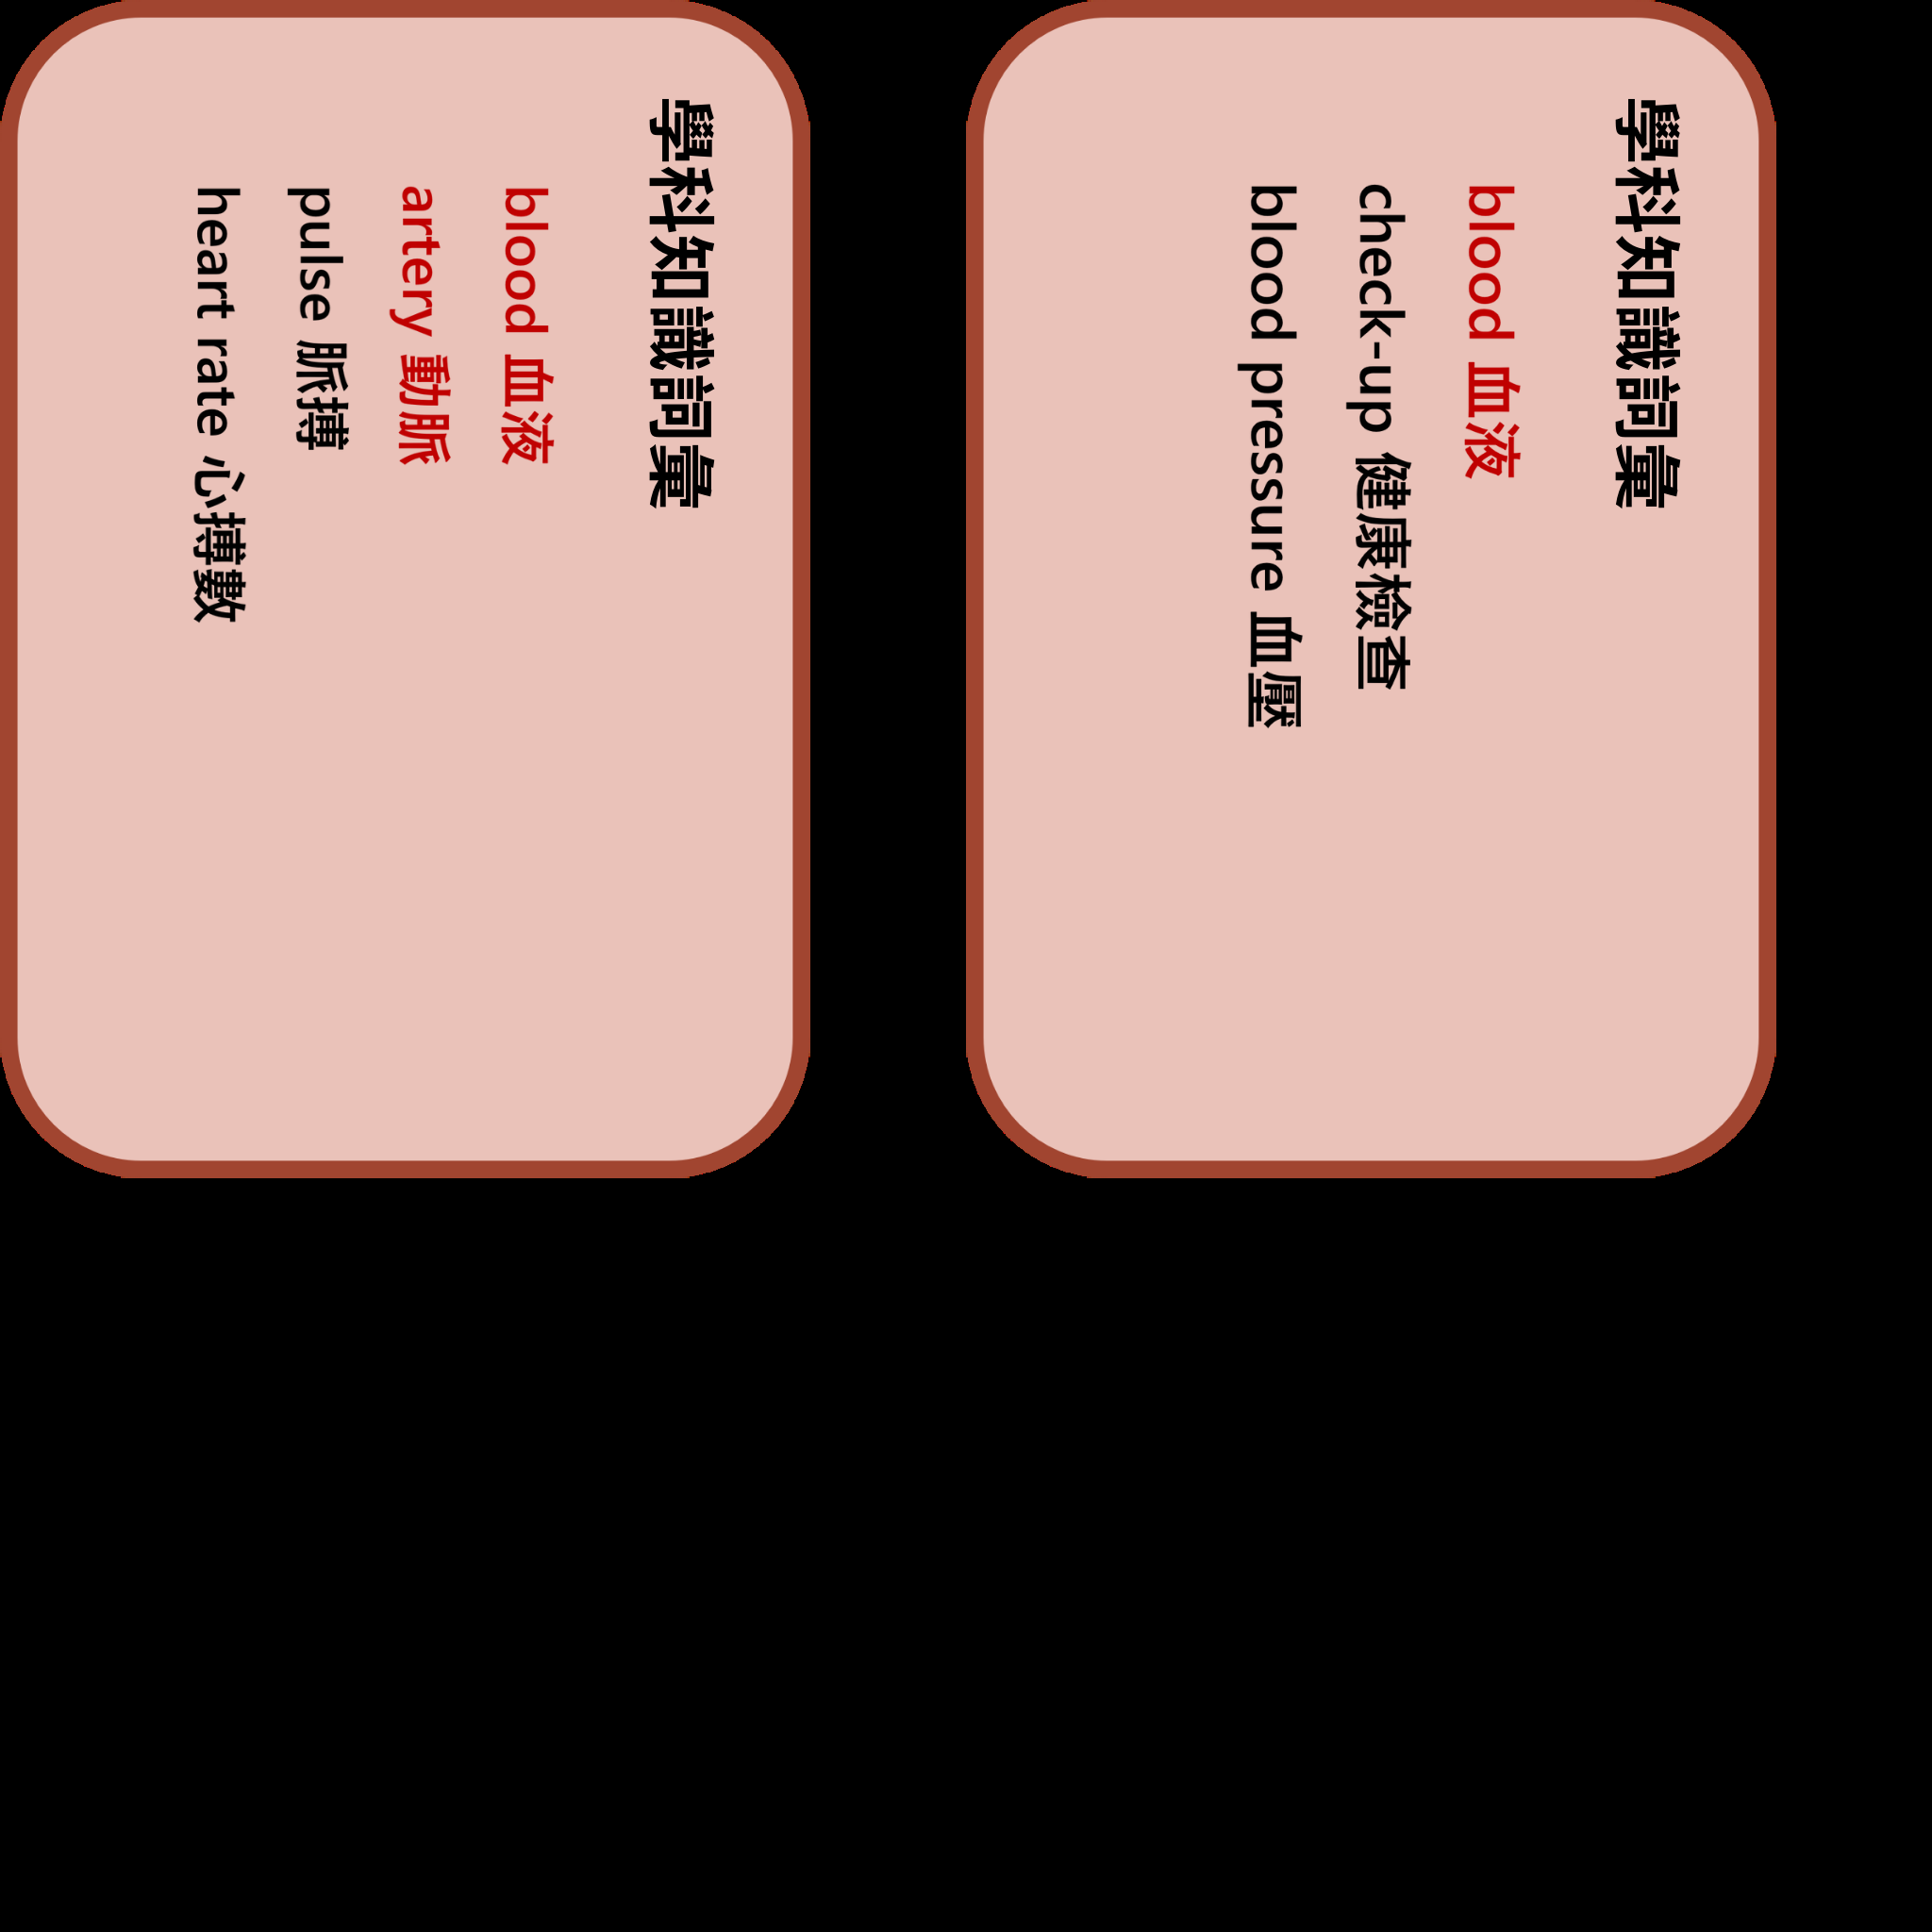 學科知識詞彙
blood 血液
artery 動脈
pulse 脈搏
heart rate 心搏數
學科知識詞彙
blood 血液
check-up 健康檢查
blood pressure 血壓